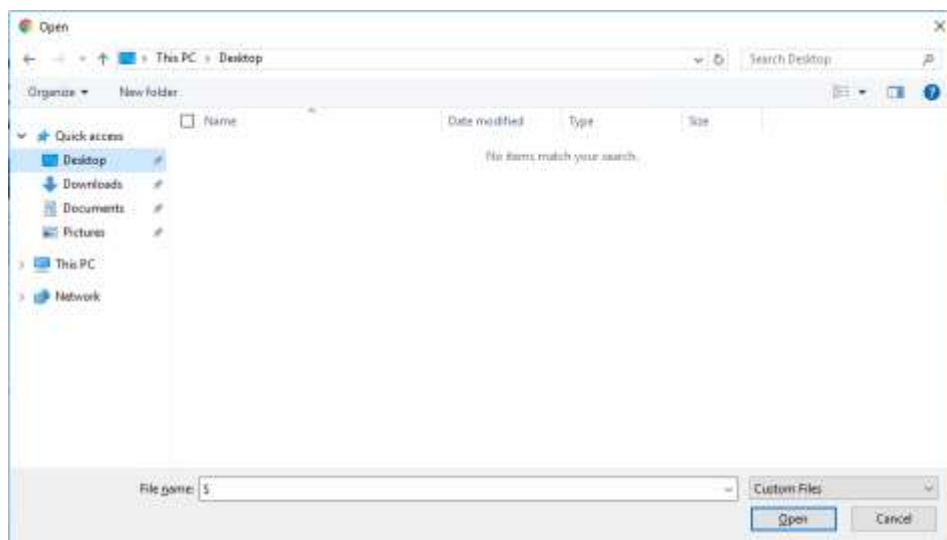 Open
This PC Desktop
Search Desktop
Organize New folder
Name Date modified Type Size
No items match your search.
Quick access
Desktop
Downloads
Documents
Pictures
This PC
Network
File name: S
Custom Files
Open Cancel